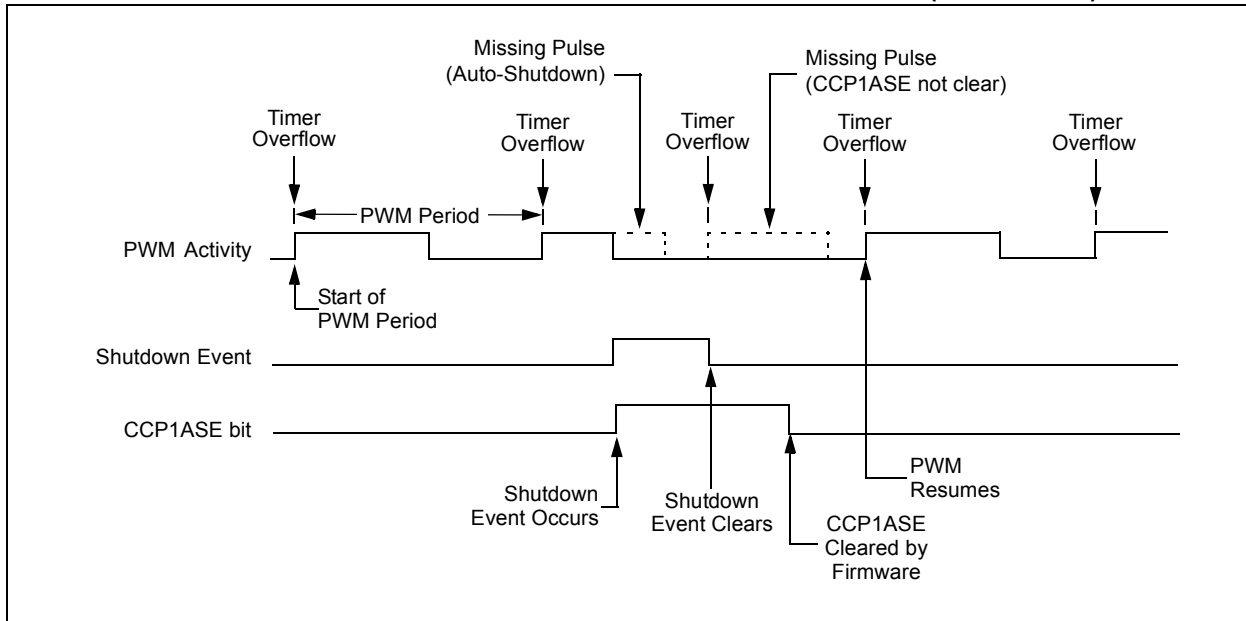 Missing Pulse
(Auto-Shutdown)
Missing Pulse
(CCP1ASE not clear)
Timer
Overflow
Timer
Overflow
Timer
Overflow
Timer
Overflow
Timer
Overflow
PWM Period
PWM Activity
Start of
PWM Period
Shutdown Event
CCP1ASE bit
Shutdown
Event Occurs
Shutdown
Event Clears
CCP1ASE
Cleared by
Firmware
PWM
Resumes